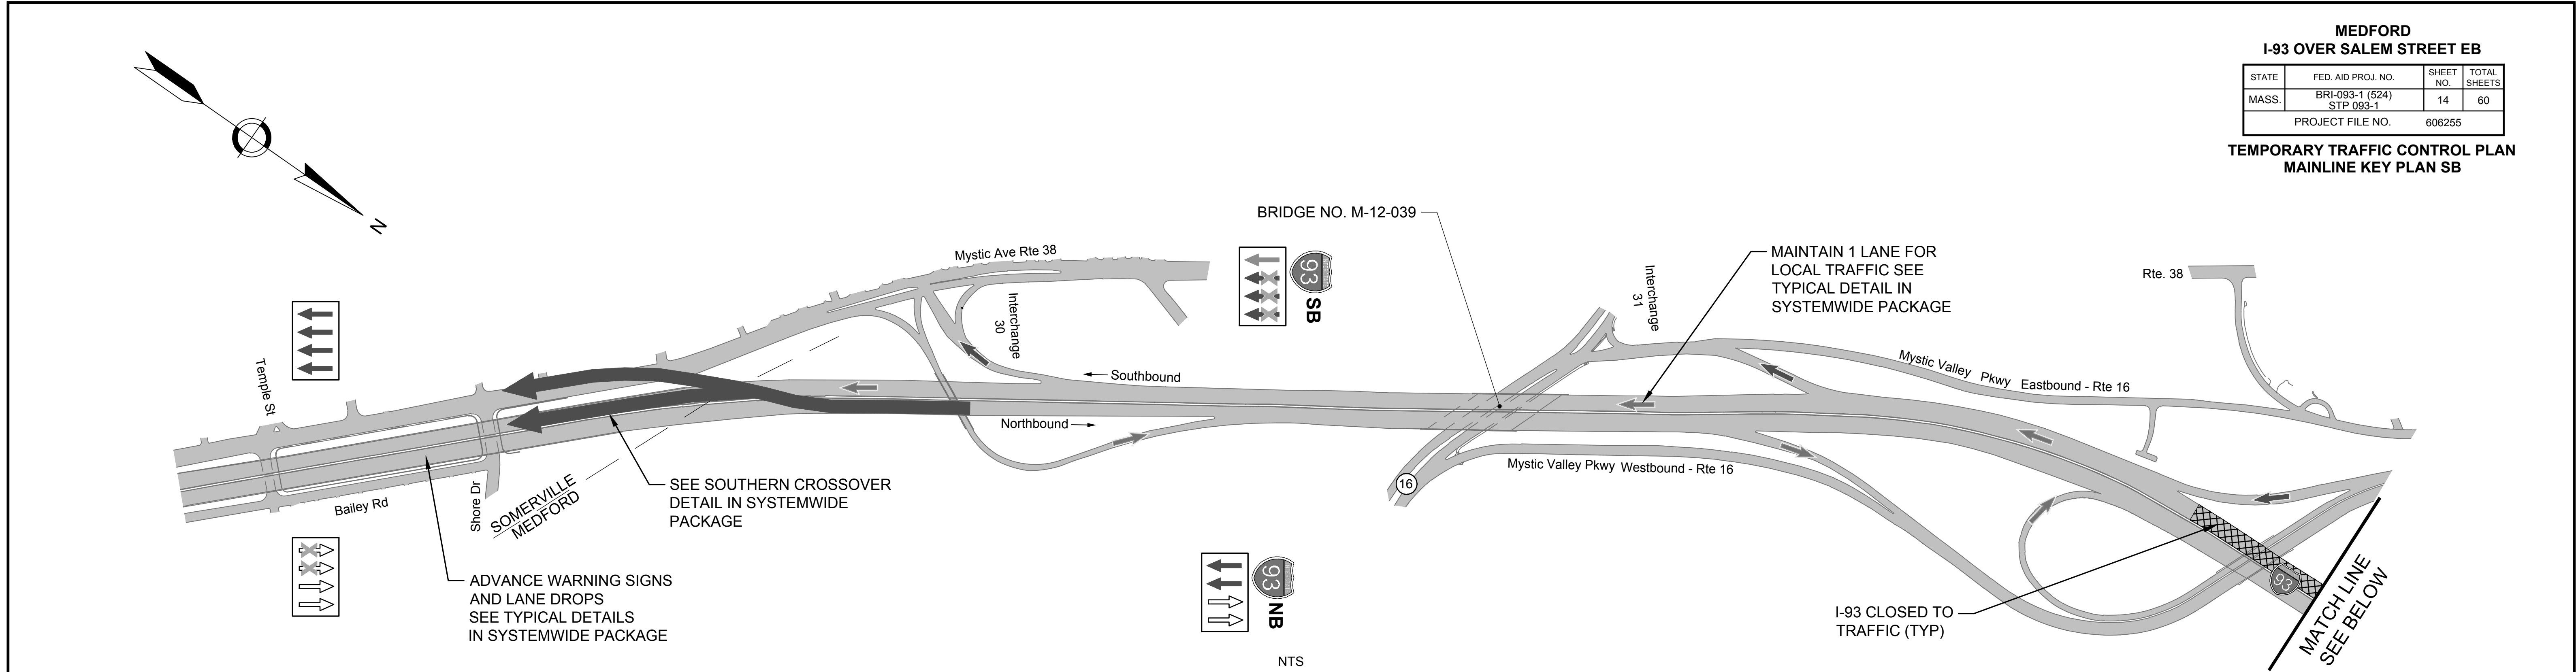 MEDFORD
I-93 OVER SALEM STREET EB
STATE FED. AID PROJ. NO. SHEET NO. TOTAL SHEETS
MASS. BRI-093-1 (524) STP 093-1 14 60
PROJECT FILE NO. 606255
TEMPORARY TRAFFIC CONTROL PLAN
MAINLINE KEY PLAN SB
N
BRIDGE NO. M-12-039
Mystic Ave Rte 38
93
SB
Interchange
30
Interchange
31
MAINTAIN 1 LANE FOR
LOCAL TRAFFIC SEE
TYPICAL DETAIL IN
SYSTEMWIDE PACKAGE
Rte. 38
Mystic Valley Pkwy Eastbound - Rte 16
Temple St
Southbound
Northbound
Mystic Valley Pkwy Westbound - Rte 16
16
Bailey Rd
Shore Dr
SOMERVILLE
MEDFORD
SEE SOUTHERN CROSSOVER
DETAIL IN SYSTEMWIDE
PACKAGE
ADVANCE WARNING SIGNS
AND LANE DROPS
SEE TYPICAL DETAILS
IN SYSTEMWIDE PACKAGE
93
NB
NTS
I-93 CLOSED TO
TRAFFIC (TYP)
93
MATCH LINE
SEE BELOW